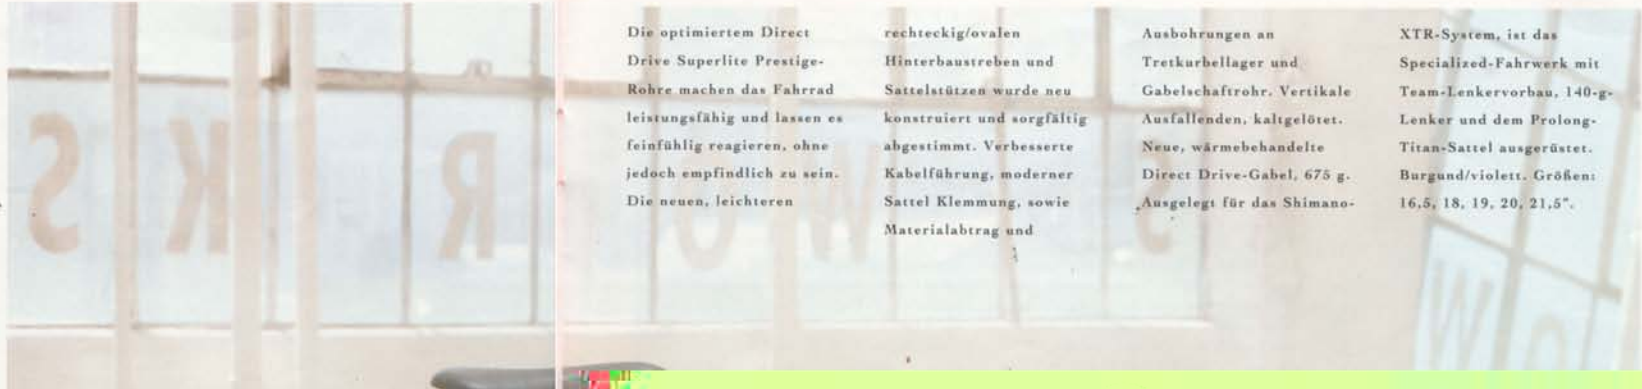 Die optimiertem Direct
Drive Superlite Prestige-
Rohre machen das Fahrrad
leistungsfähig und lassen es
feinfühlig reagieren, ohne
jedoch empfindlich zu sein.
Die neuen, leichteren
rechteckig/ovalen
Hinterbaustreben und
Sattelstützen wurde neu
konstruiert und sorgfältig
abgestimmt. Verbesserte
Kabelführung, moderner
Sattel Klemmung, sowie
Materialabtrag und
Ausbohrungen an
Tretkurbellager und
Gabelschaftrohr. Vertikale
Ausfallenden, kaltgelötet.
Neue, wärmebehandelte
Direct Drive-Gabel, 675 g.
Ausgelegt für das Shimano-
XTR-System, ist das
Specialized-Fahrwerk mit
Team-Lenkervorbau, 140-g-
Lenker und dem Prolong-
Titan-Sattel ausgerüstet.
Burgund/violett. Größen:
16,5, 18, 19, 20, 21,5".
S WORKS
WO